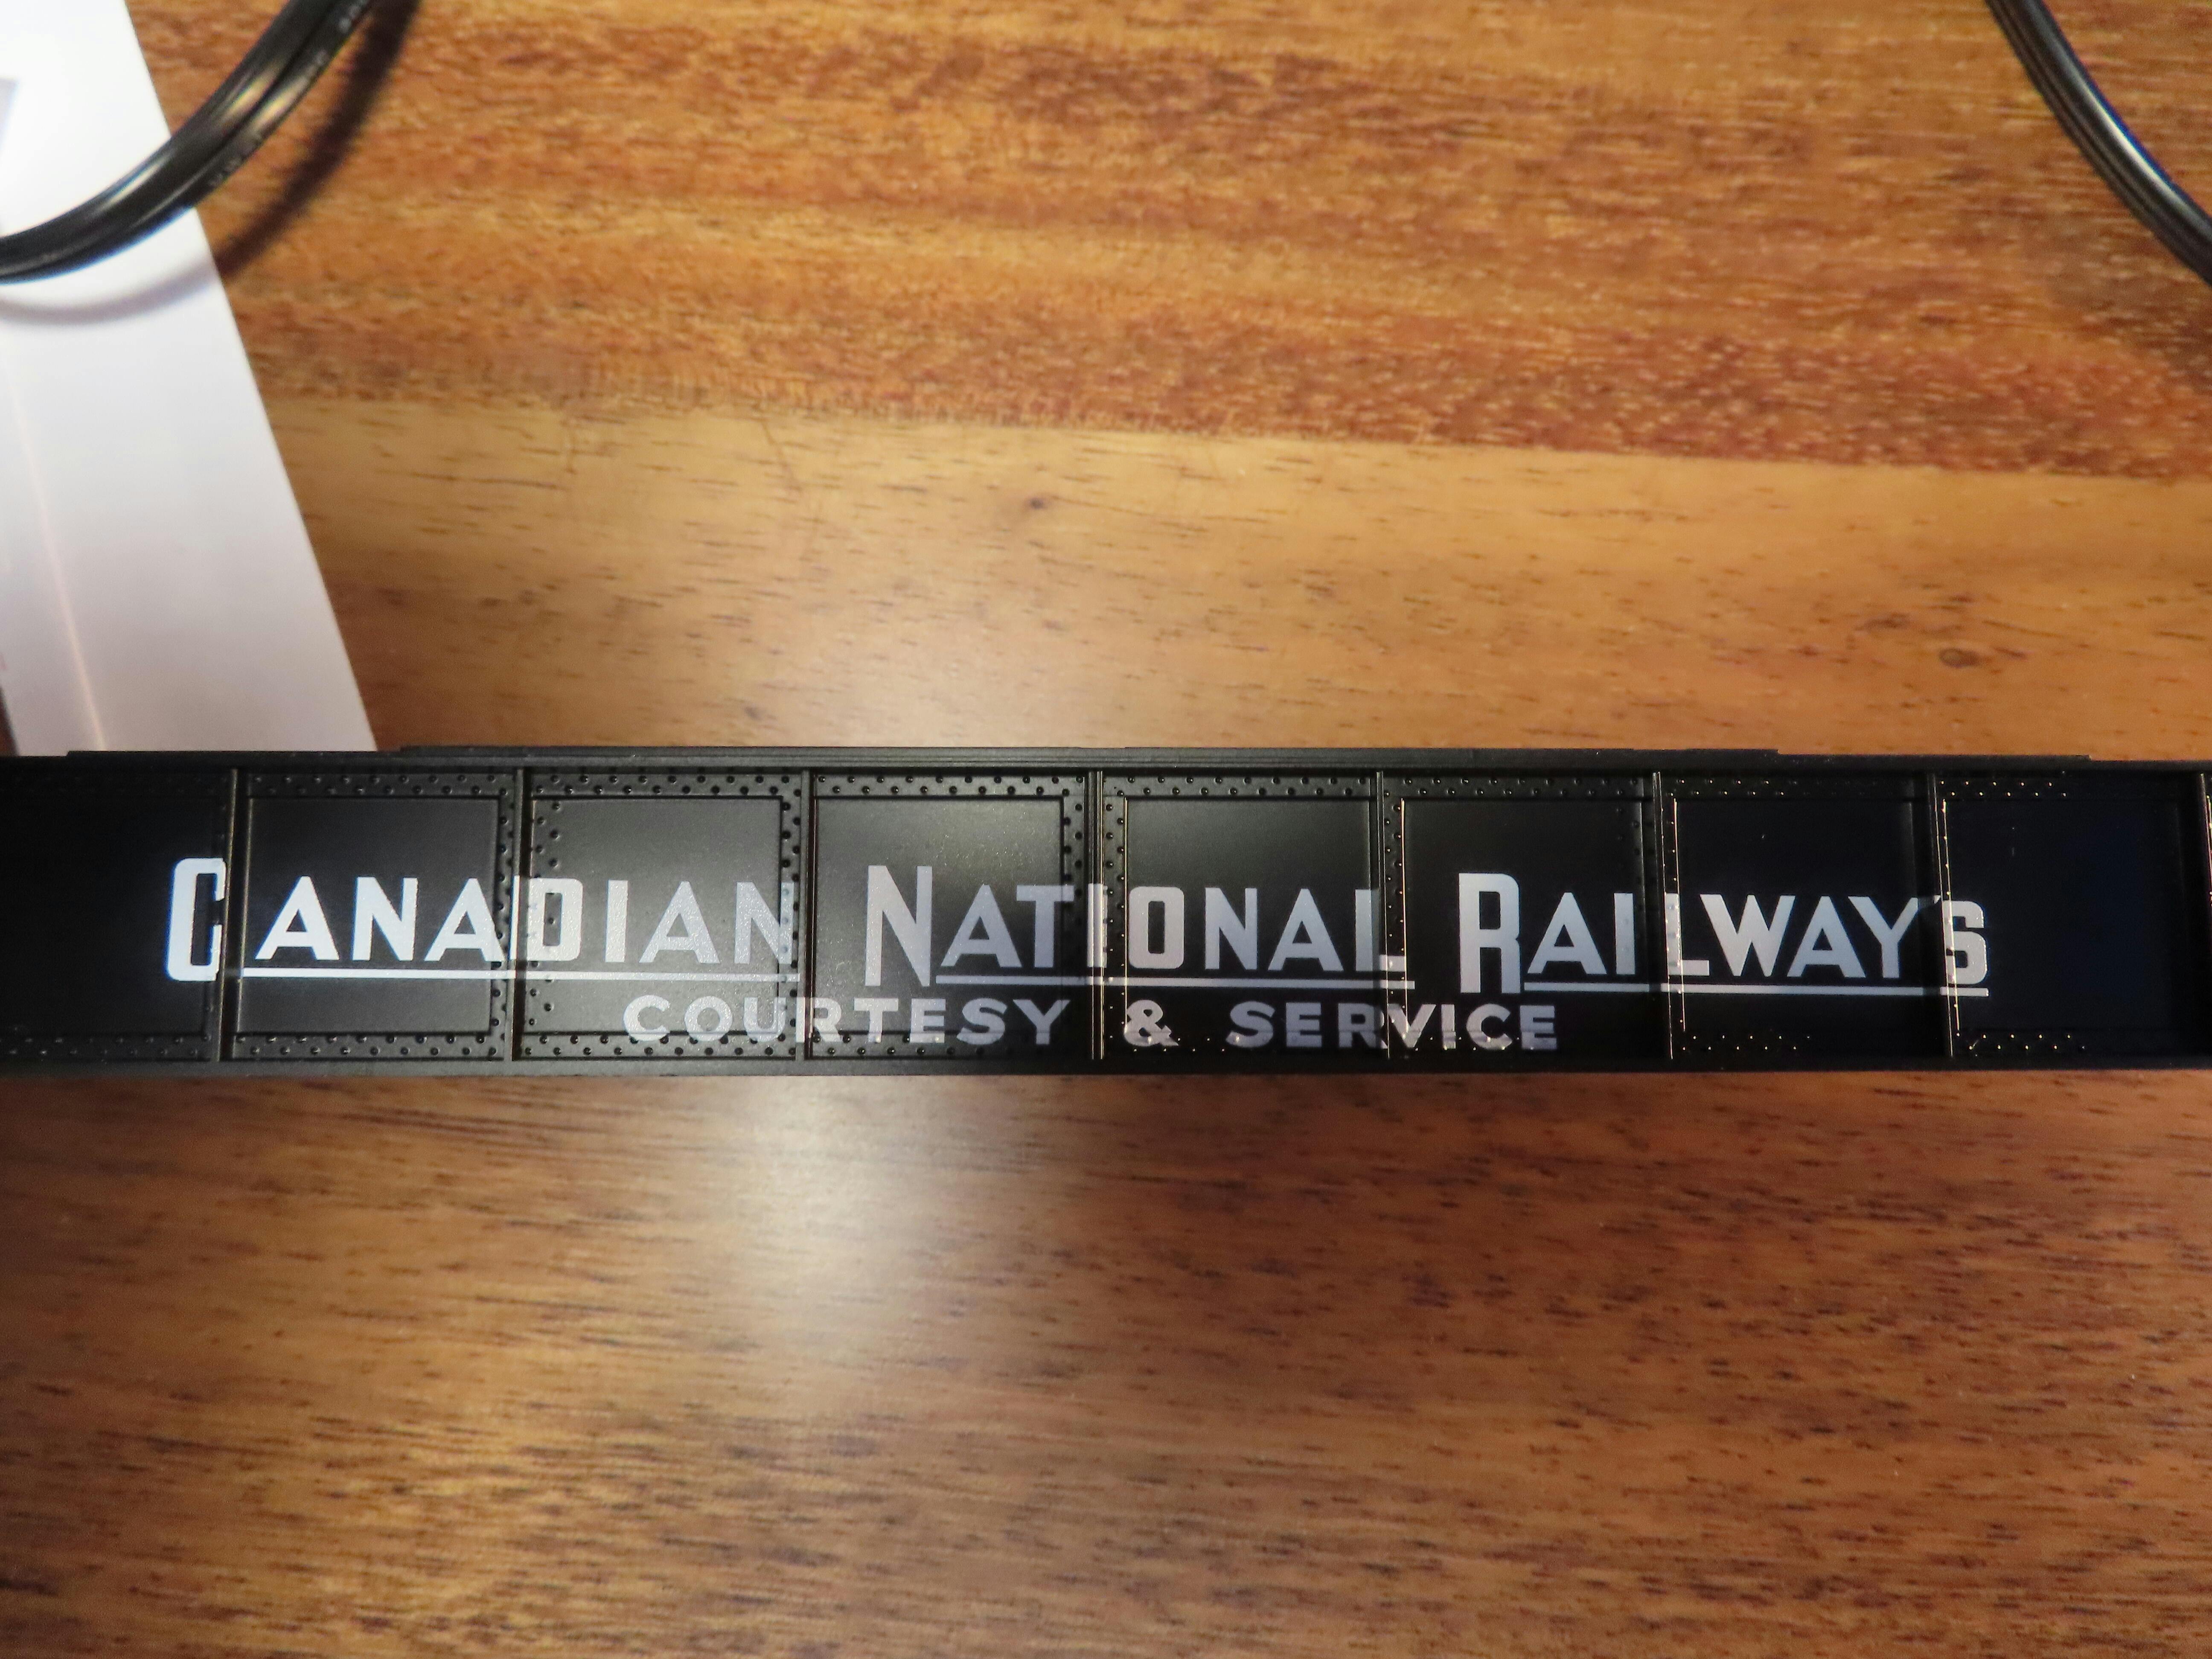 CANADIAN NATIONAL RAILWAYS
COURTESY & SERVICE